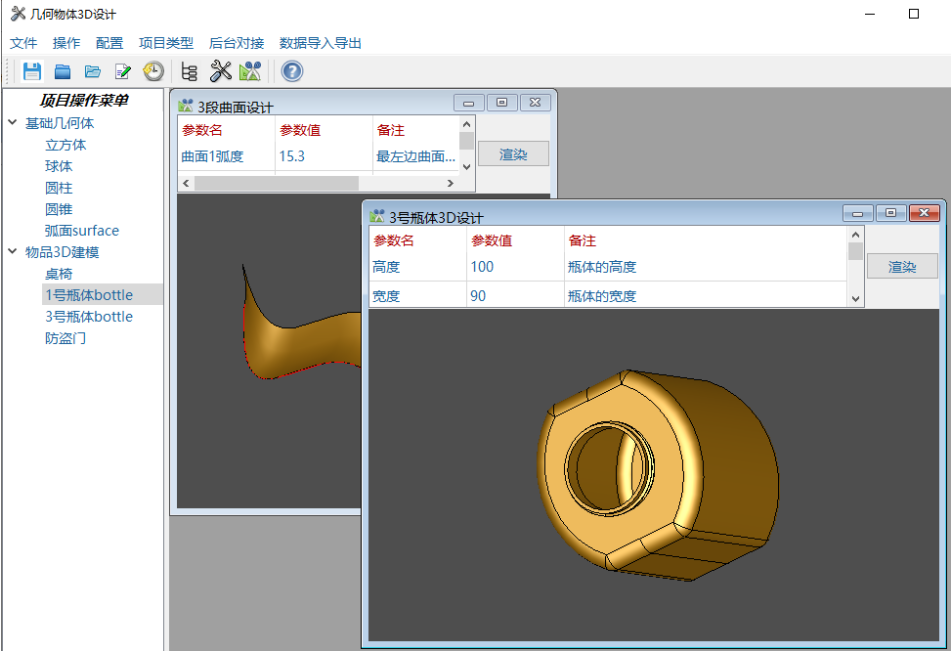 几何物体3D设计
文件 操作 配置 项目类型 后台对接 数据导入导出
项目操作菜单
基础几何体
立方体
球体
圆柱
圆锥
弧面surface
物品3D建模
桌椅
1号瓶体bottle
3号瓶体bottle
防盗门
3段曲面设计
参数名 参数值 备注
曲面1弧度 15.3 最左边曲面...
渲染
3号瓶体3D设计
参数名 参数值 备注
高度 100 瓶体的高度
宽度 90 瓶体的宽度
渲染